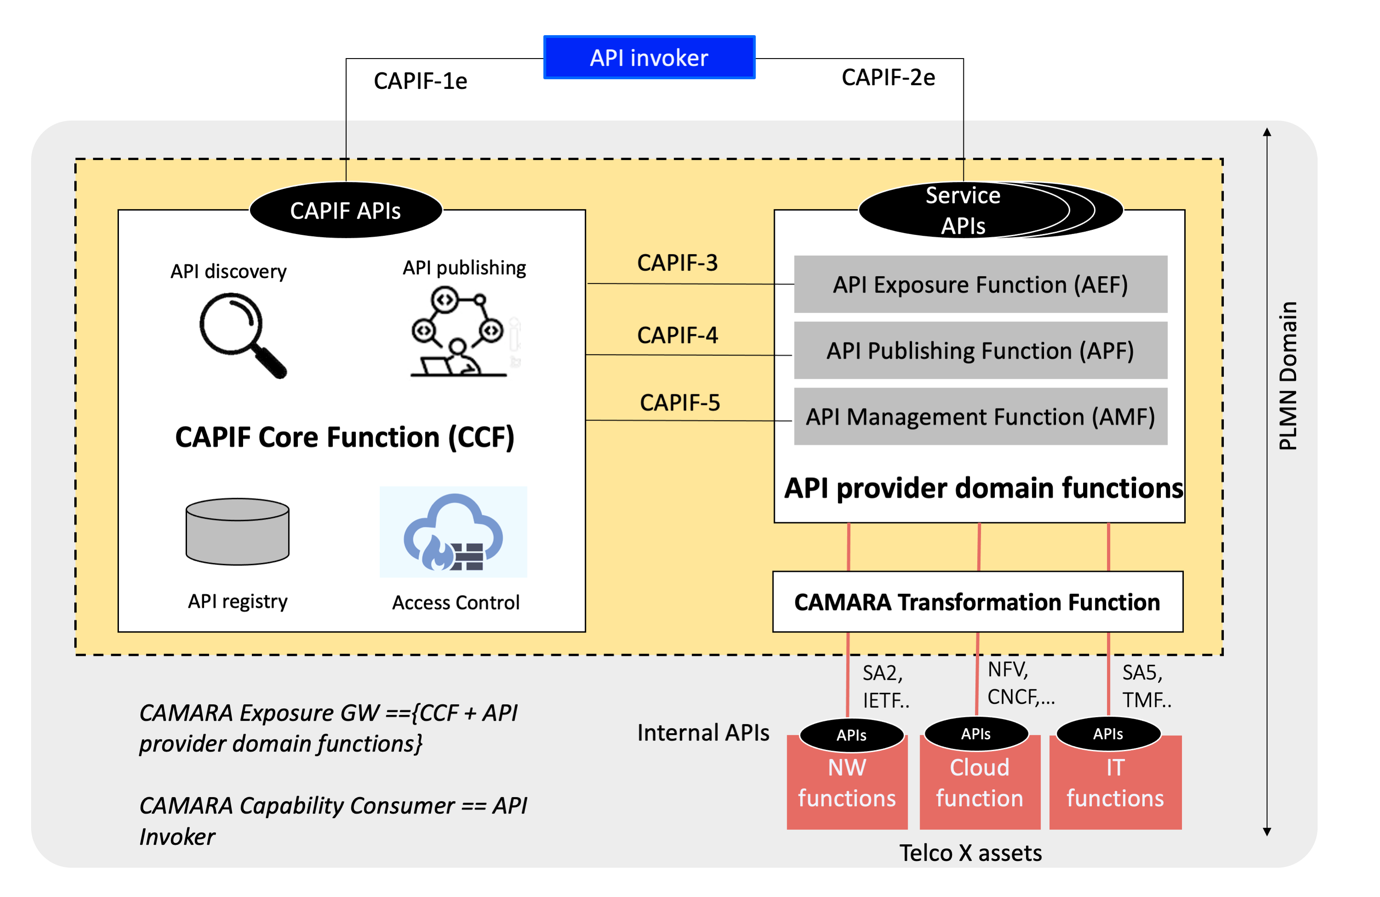 API invoker
CAPIF-1e
CAPIF-2e
CAPIF APIs
Service
APIs
API discovery
API publishing
CAPIF-3
API Exposure Function (AEF)
CAPIF-4
API Publishing Function (APF)
CAPIF-5
API Management Function (AMF)
CAPIF Core Function (CCF)
API provider domain functions
API registry
Access Control
CAMARA Transformation Function
PLMN Domain
SA2,
IETF..
NFV,
CNCF,...
SA5,
TMF..
CAMARA Exposure GW =={CCF + API
provider domain functions}
CAMARA Capability Consumer == API
Invoker
Internal APIs
APIs
NW
functions
APIs
Cloud
function
APIs
IT
functions
Telco X assets